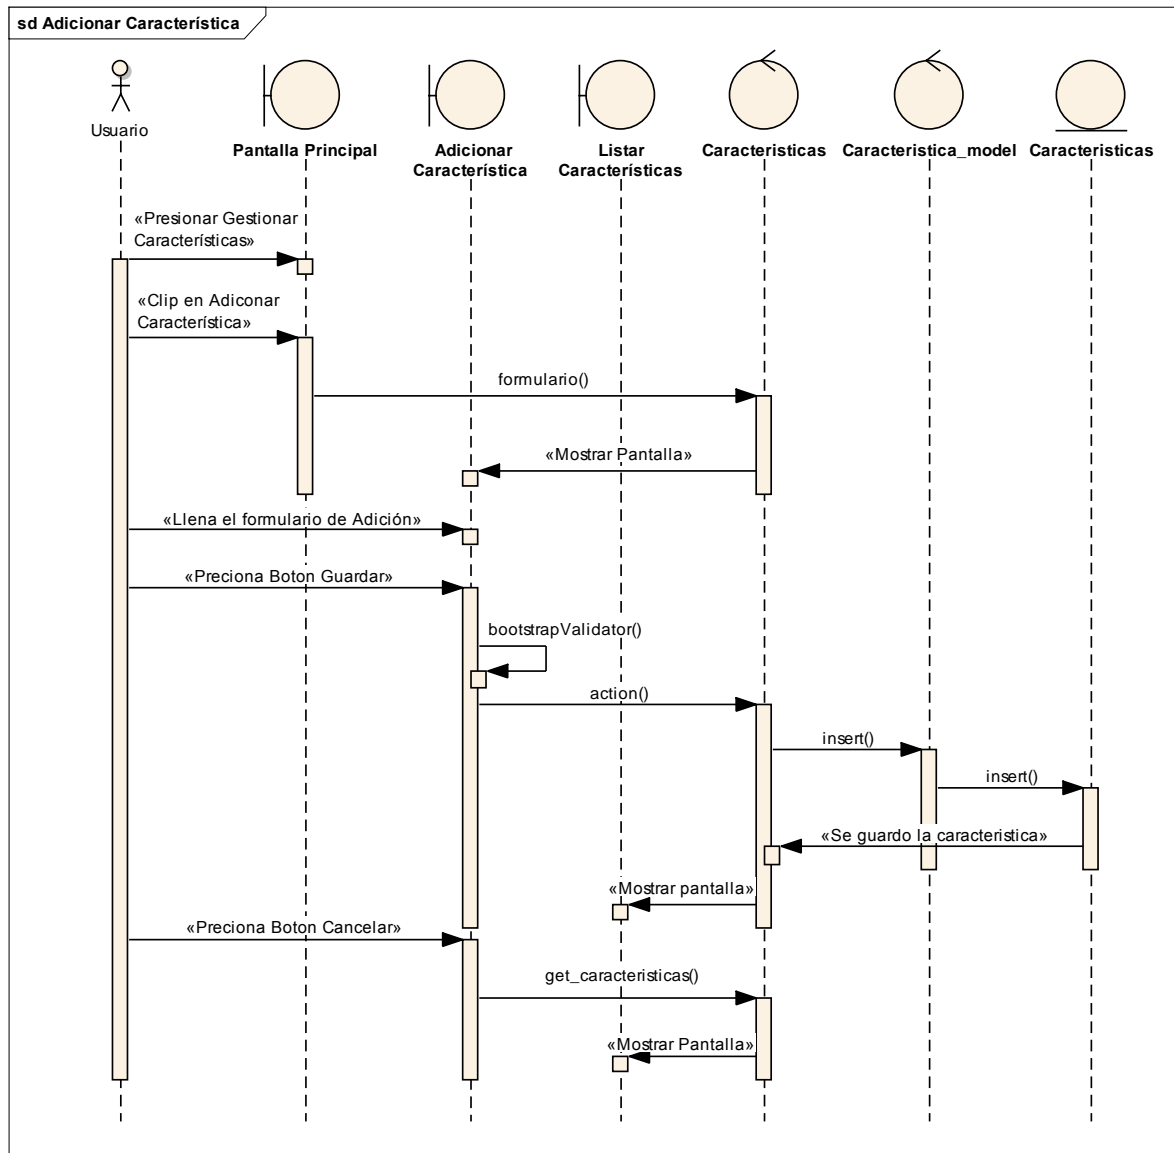 sd Adicionar Característica
Usuario
Pantalla Principal
Adicionar
Característica
Listar
Características
Caracteristicas
Caracteristica_model
Caracteristicas
«Presionar Gestionar
Características»
«Clip en Adiconar
Característica»
formulario()
«Mostrar Pantalla»
«Llena el formulario de Adición»
«Preciona Boton Guardar»
bootstrapValidator()
action()
insert()
insert()
«Se guardo la caracteristica»
«Mostrar pantalla»
«Preciona Boton Cancelar»
get_caracteristicas()
«Mostrar Pantalla»